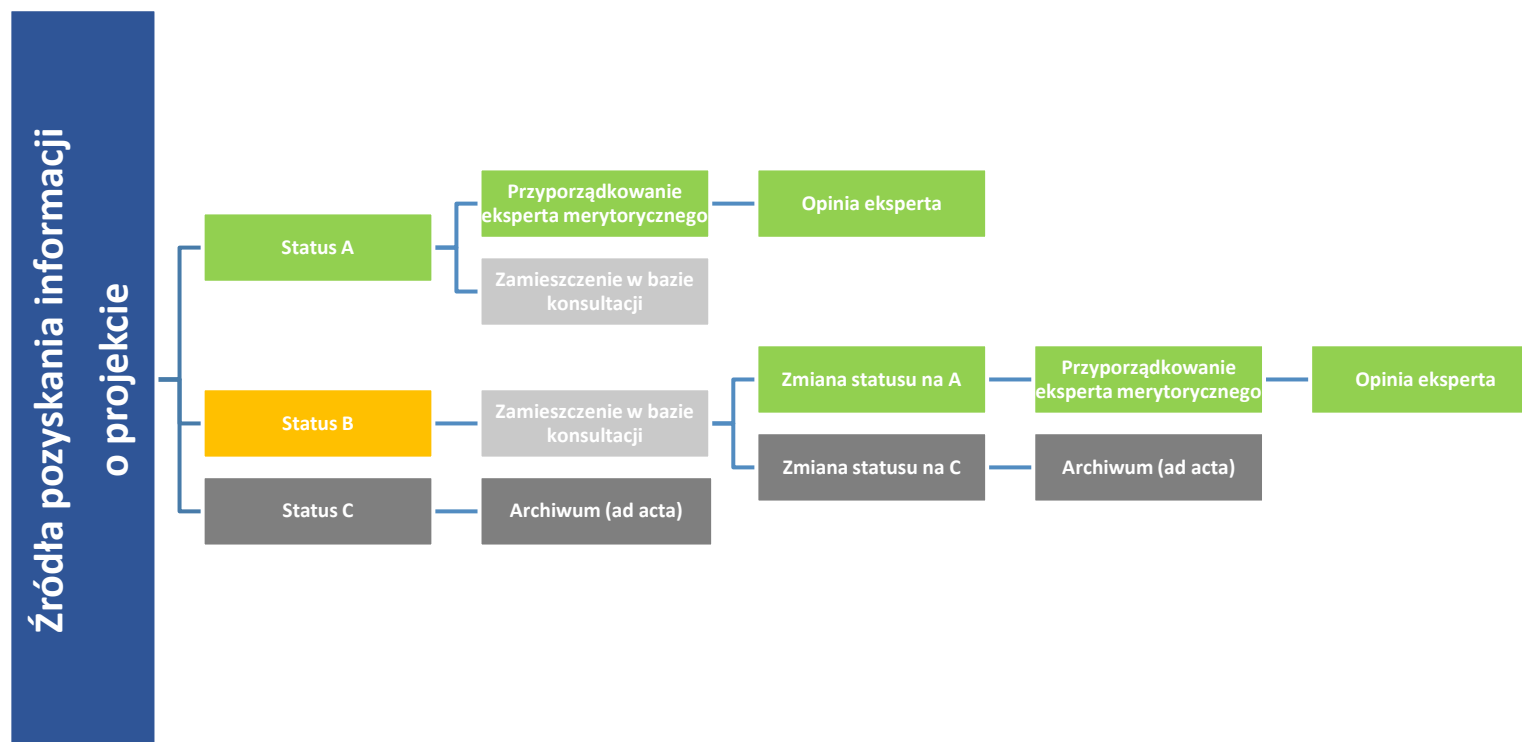 Źródła pozyskania informacji
o projekcie
Status A
Przyporządkowanie
eksperta merytorycznego
Opinia eksperta
Zamieszczenie w bazie
konsultacji
Status B
Zamieszczenie w bazie
konsultacji
Zmiana statusu na A
Przyporządkowanie
eksperta merytorycznego
Opinia eksperta
Zmiana statusu na C
Archiwum (ad acta)
Status C
Archiwum (ad acta)